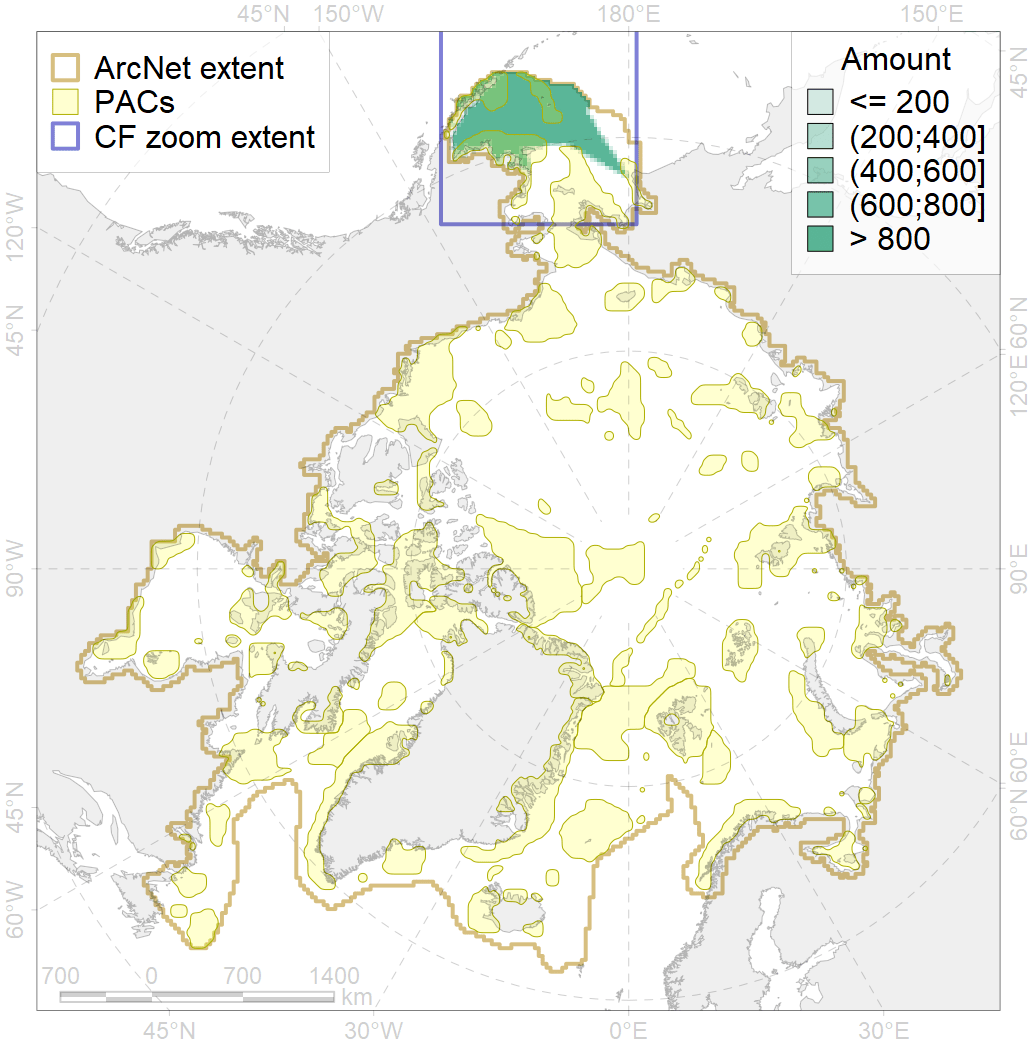 45°N 150°W 180°E 150°E
ArcNet extent
PACs
CF zoom extent
Amount
<= 200
(200;400]
(400;600]
(600;800]
> 800
120°W
45°N
90°W
45°N
60°W
45°N
60°N
120°E
90°E
60°E
60°N
700 0 700 1400
km
45°N 30°W 0°E 30°E